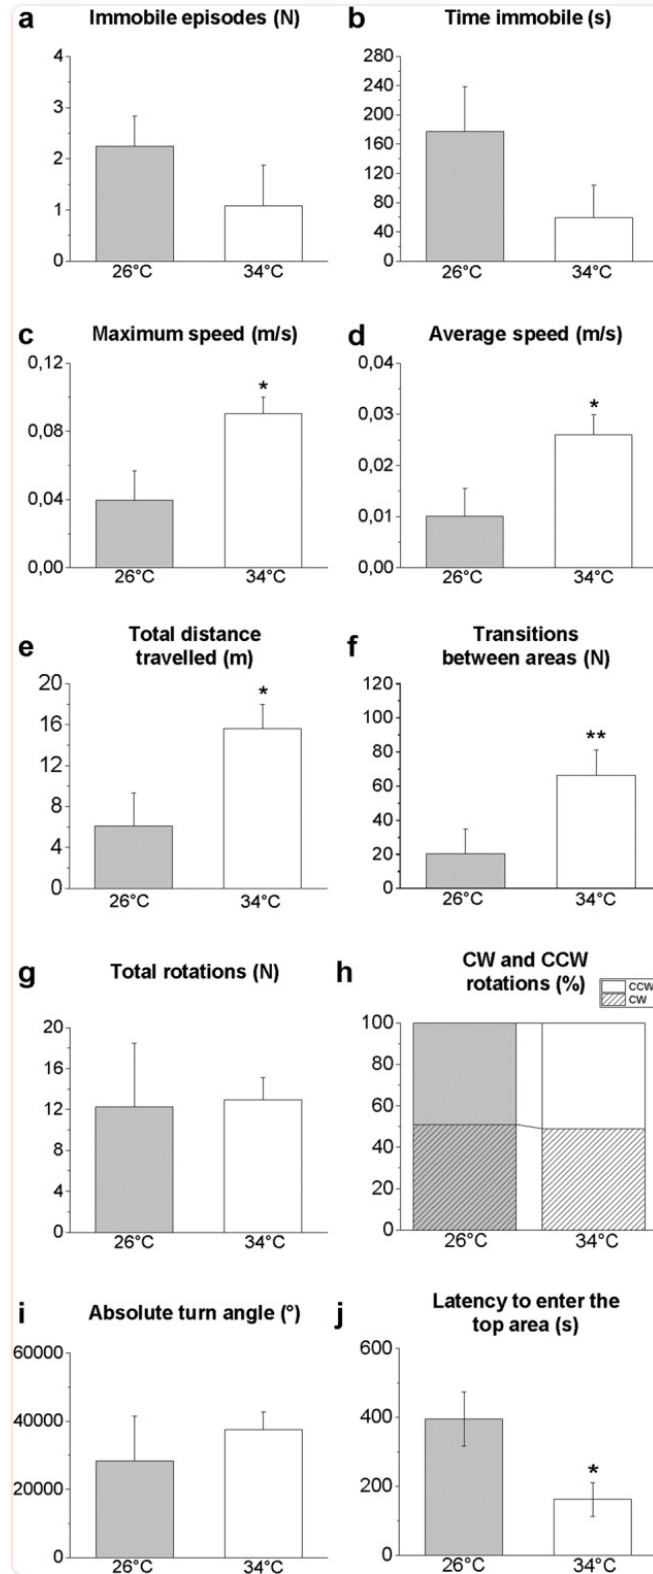 a Immobile episodes (N)
4
3
2
1
0
26°C 34°C
b Time immobile (s)
280
240
200
160
120
80
40
0
26°C 34°C
c Maximum speed (m/s)
0,12
*
0,08
0,04
0,00
26°C 34°C
d Average speed (m/s)
0,04
*
0,03
0,02
0,01
0,00
26°C 34°C
e Total distance
travelled (m)
20
*
16
12
8
4
0
26°C 34°C
f Transitions
between areas (N)
120
100
**
80
60
40
20
0
26°C 34°C
g Total rotations (N)
20
16
12
8
4
0
26°C 34°C
h CW and CCW
rotations (%)
CCW
CW
100
80
60
40
20
0
26°C 34°C
i Absolute turn angle (°)
60000
40000
20000
0
26°C 34°C
j Latency to enter the
top area (s)
600
400
*
200
0
26°C 34°C